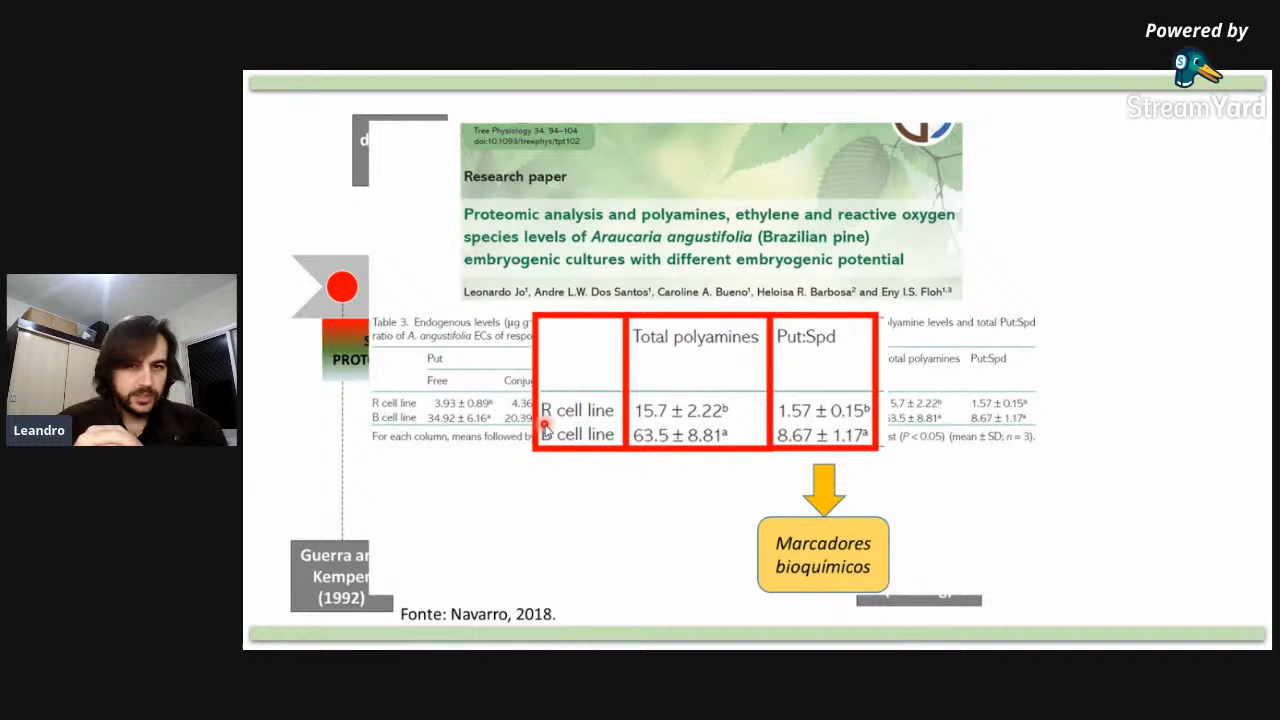 Powered by
StreamYard
Tree Physiology 34, 94–104
doi:10.1093/treephys/tpt102
Research paper
Proteomic analysis and polyamines, ethylene and reactive oxygen
species levels of Araucaria angustifolia (Brazilian pine)
embryogenic cultures with different embryogenic potential
Leonardo Jo¹, Andre L.W. Dos Santos¹, Caroline A. Bueno¹, Heloisa R. Barbosa² and Eny I.S. Floh¹,³
Table 3. Endogenous levels (µg g⁻ lyamine levels and total Put:Spd
ratio of A. angustifolia ECs of respo
Put otal polyamines Put:Spd
Free Conju
R cell line 3.93 ± 0.89ᵇ 4.36 5.7 ± 2.22ᵇ 1.57 ± 0.15ᵇ
B cell line 34.92 ± 6.16ᵃ 20.39 3.5 ± 8.81ᵃ 8.67 ± 1.17ᵃ
For each column, means followed by st (P < 0.05) (mean ± SD; n = 3).
Total polyamines Put:Spd
R cell line 15.7 ± 2.22ᵇ 1.57 ± 0.15ᵇ
cell line 63.5 ± 8.81ᵃ 8.67 ± 1.17ᵃ
PROT
Marcadores
bioquímicos
Guerra an
Kemper
(1992)
Fonte: Navarro, 2018.
Leandro